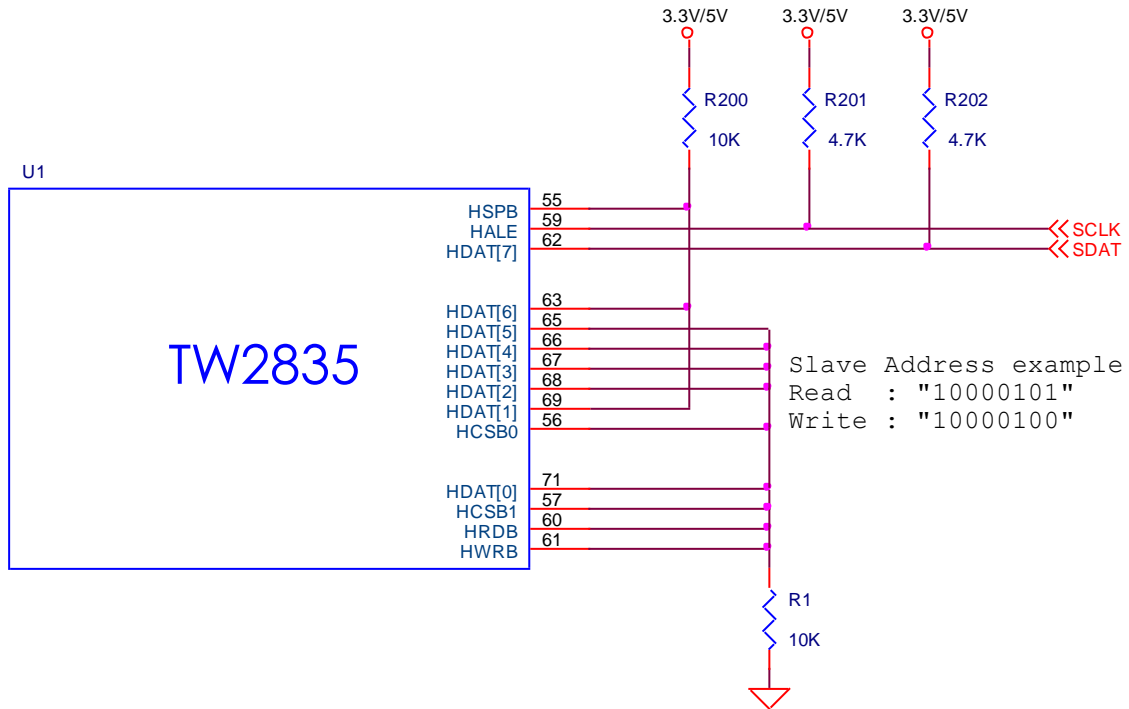 3.3V/5V 3.3V/5V 3.3V/5V
R200 R201 R202
10K 4.7K 4.7K
U1
HSPB 55
HALE 59 SCLK
HDAT[7] 62 SDAT
HDAT[6] 63
HDAT[5] 65
HDAT[4] 66
HDAT[3] 67
HDAT[2] 68
HDAT[1] 69
HCSB0 56
TW2835
Slave Address example
Read : "10000101"
Write : "10000100"
HDAT[0] 71
HCSB1 57
HRDB 60
HWRB 61
R1
10K